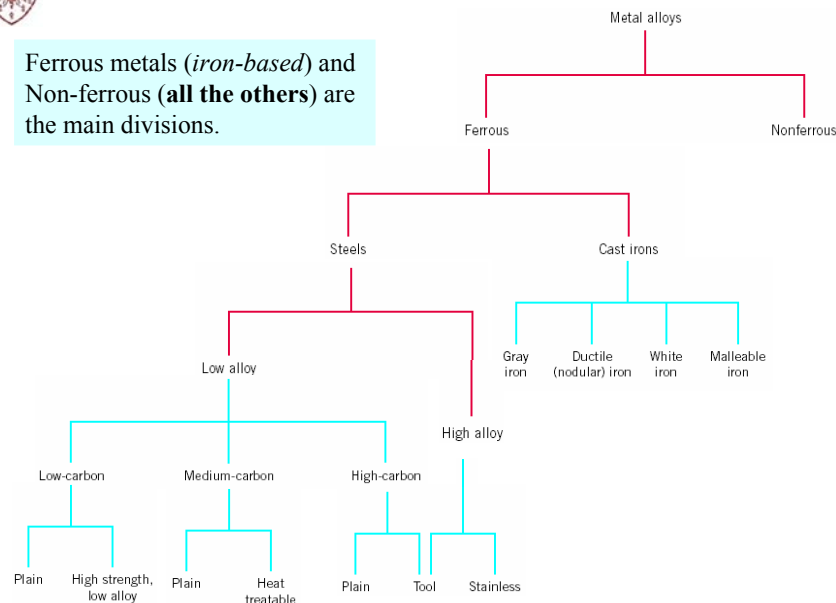 Metal alloys
Ferrous metals (iron-based) and
Non-ferrous (all the others) are
the main divisions.
Ferrous
Nonferrous
Steels
Cast irons
Gray
iron
Ductile
(nodular) iron
White
iron
Malleable
iron
Low alloy
High alloy
Low-carbon
Medium-carbon
High-carbon
Plain
High strength,
low alloy
Plain
Heat
treatable
Plain
Tool
Stainless